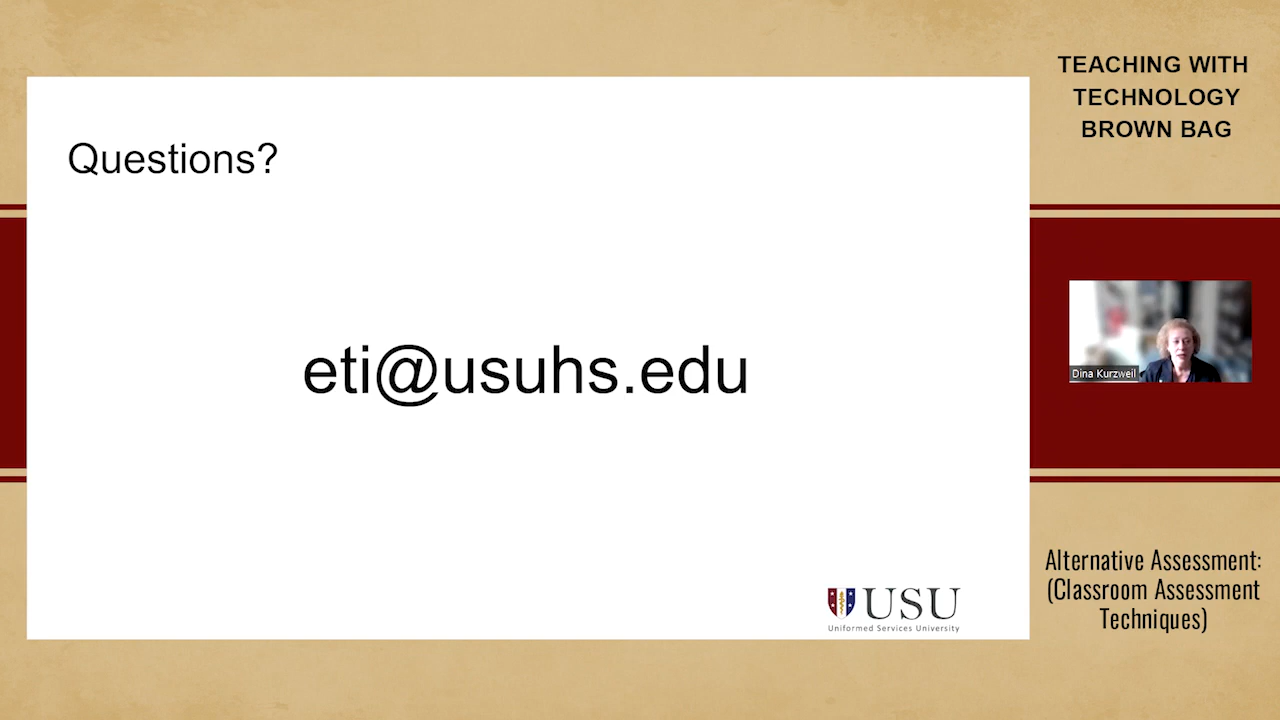 TEACHING WITH
TECHNOLOGY
BROWN BAG
Questions?
eti@usuhs.edu
Dina Kurzweil
USU
Uniformed Services University
Alternative Assessment:
(Classroom Assessment
Techniques)